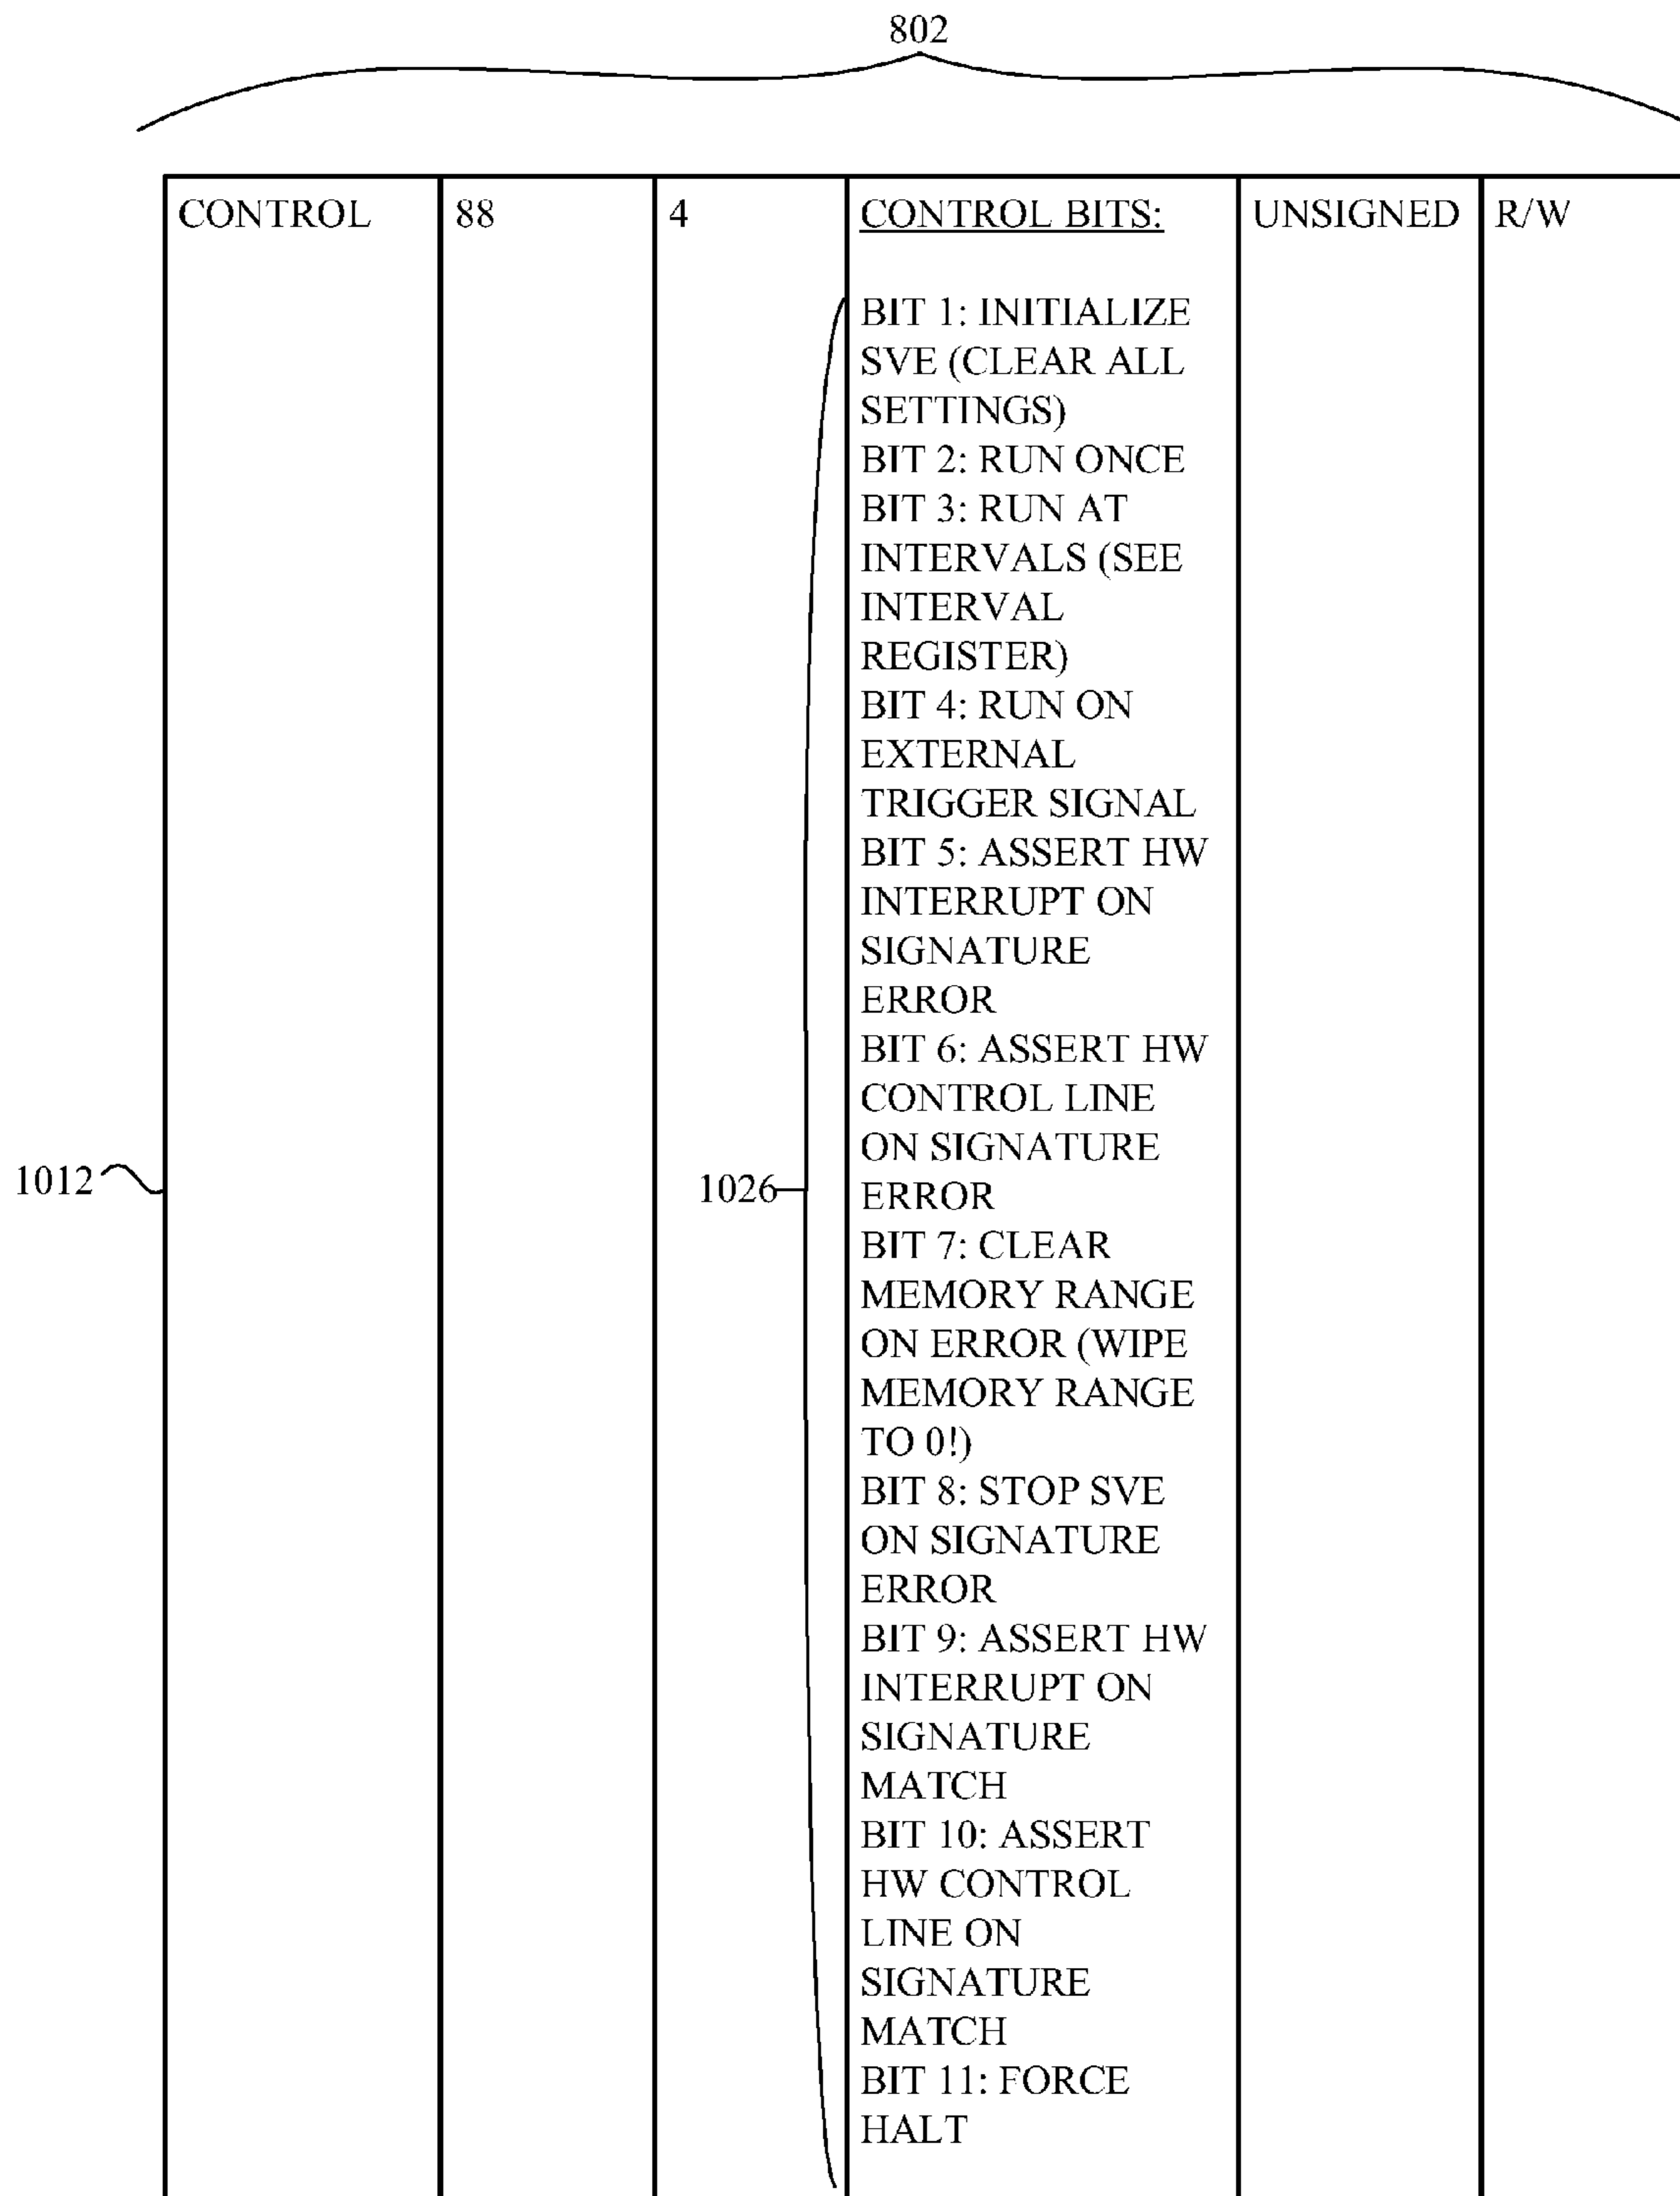 802
CONTROL 88 4 CONTROL BITS: UNSIGNED R/W
BIT 1: INITIALIZE
SVE (CLEAR ALL
SETTINGS)
BIT 2: RUN ONCE
BIT 3: RUN AT
INTERVALS (SEE
INTERVAL
REGISTER)
BIT 4: RUN ON
EXTERNAL
TRIGGER SIGNAL
BIT 5: ASSERT HW
INTERRUPT ON
SIGNATURE
ERROR
BIT 6: ASSERT HW
CONTROL LINE
ON SIGNATURE
ERROR
BIT 7: CLEAR
MEMORY RANGE
ON ERROR (WIPE
MEMORY RANGE
TO 0!)
BIT 8: STOP SVE
ON SIGNATURE
ERROR
BIT 9: ASSERT HW
INTERRUPT ON
SIGNATURE
MATCH
BIT 10: ASSERT
HW CONTROL
LINE ON
SIGNATURE
MATCH
BIT 11: FORCE
HALT
1012
1026